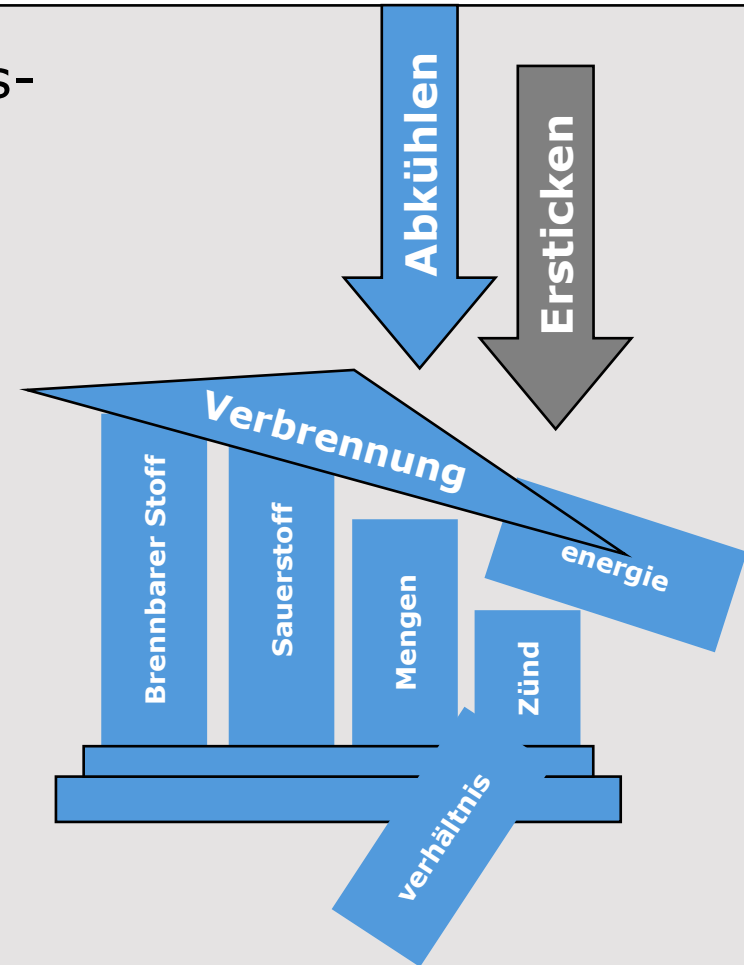 s-
Abkühlen
Ersticken
Verbrennung
energie
Brennbarer Stoff
Sauerstoff
Mengen
Zünd
verhältnis